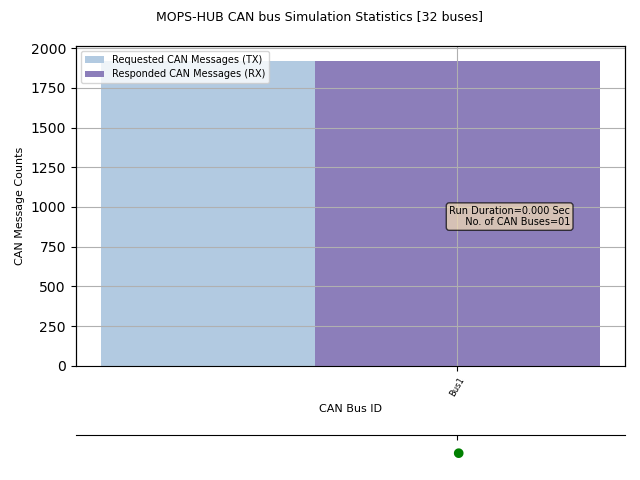 MOPS-HUB CAN bus Simulation Statistics [32 buses]
Requested CAN Messages (TX)
Responded CAN Messages (RX)
CAN Message Counts
2000
1750
1500
1250
1000
750
500
250
0
Run Duration=0.000 Sec
No. of CAN Buses=01
Bus1
CAN Bus ID